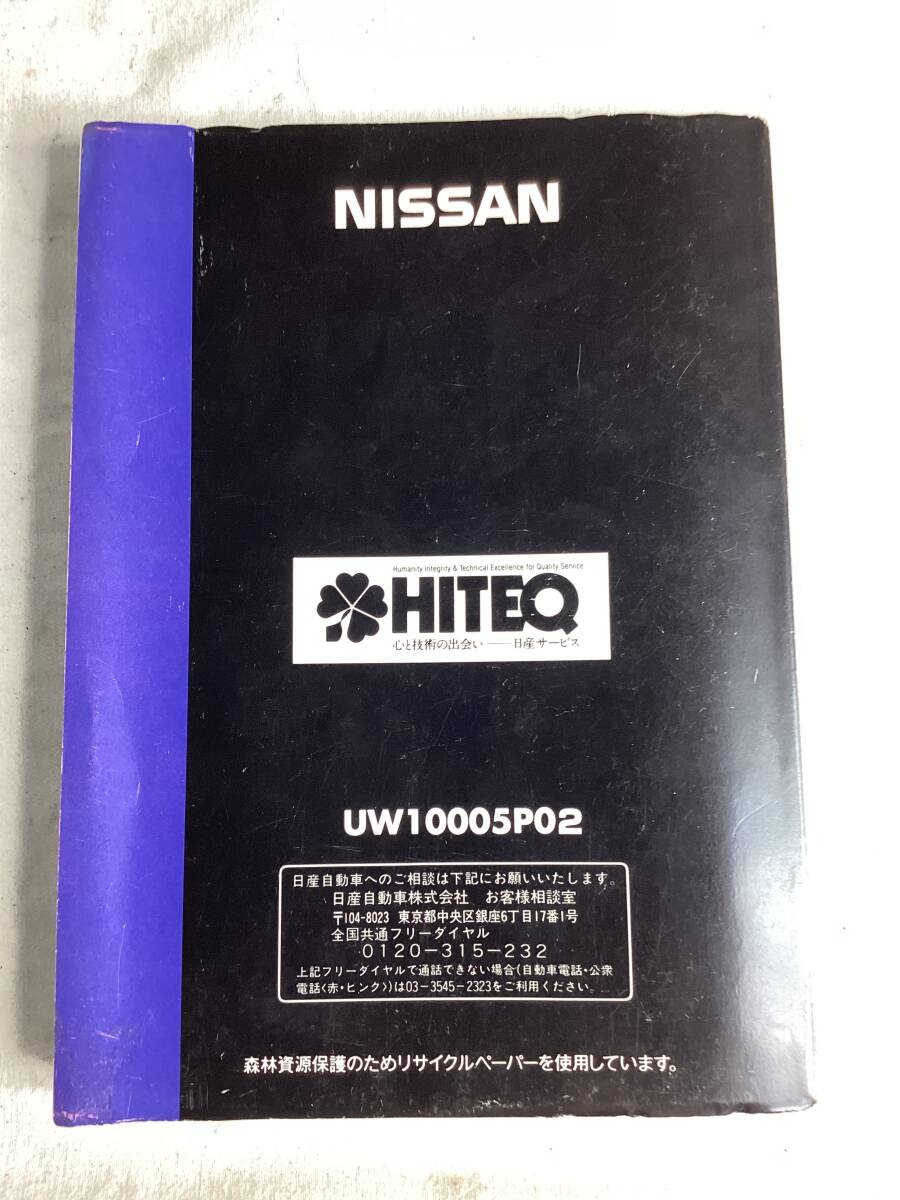 NISSAN
Humanity Integrity & Technical Excellence for Quality Service
HITEQ
心と技術の出会い――日産サービス
UW10005P02
日産自動車へのご相談は下記にお願いいたします。
日産自動車株式会社 お客様相談室
〒104-8023 東京都中央区銀座6丁目17番1号
全国共通フリーダイヤル
0120-315-232
上記フリーダイヤルで通話できない場合(自動車電話・公衆
電話〈赤・ピンク〉)は03-3545-2323をご利用ください。
森林資源保護のためリサイクルペーパーを使用しています。